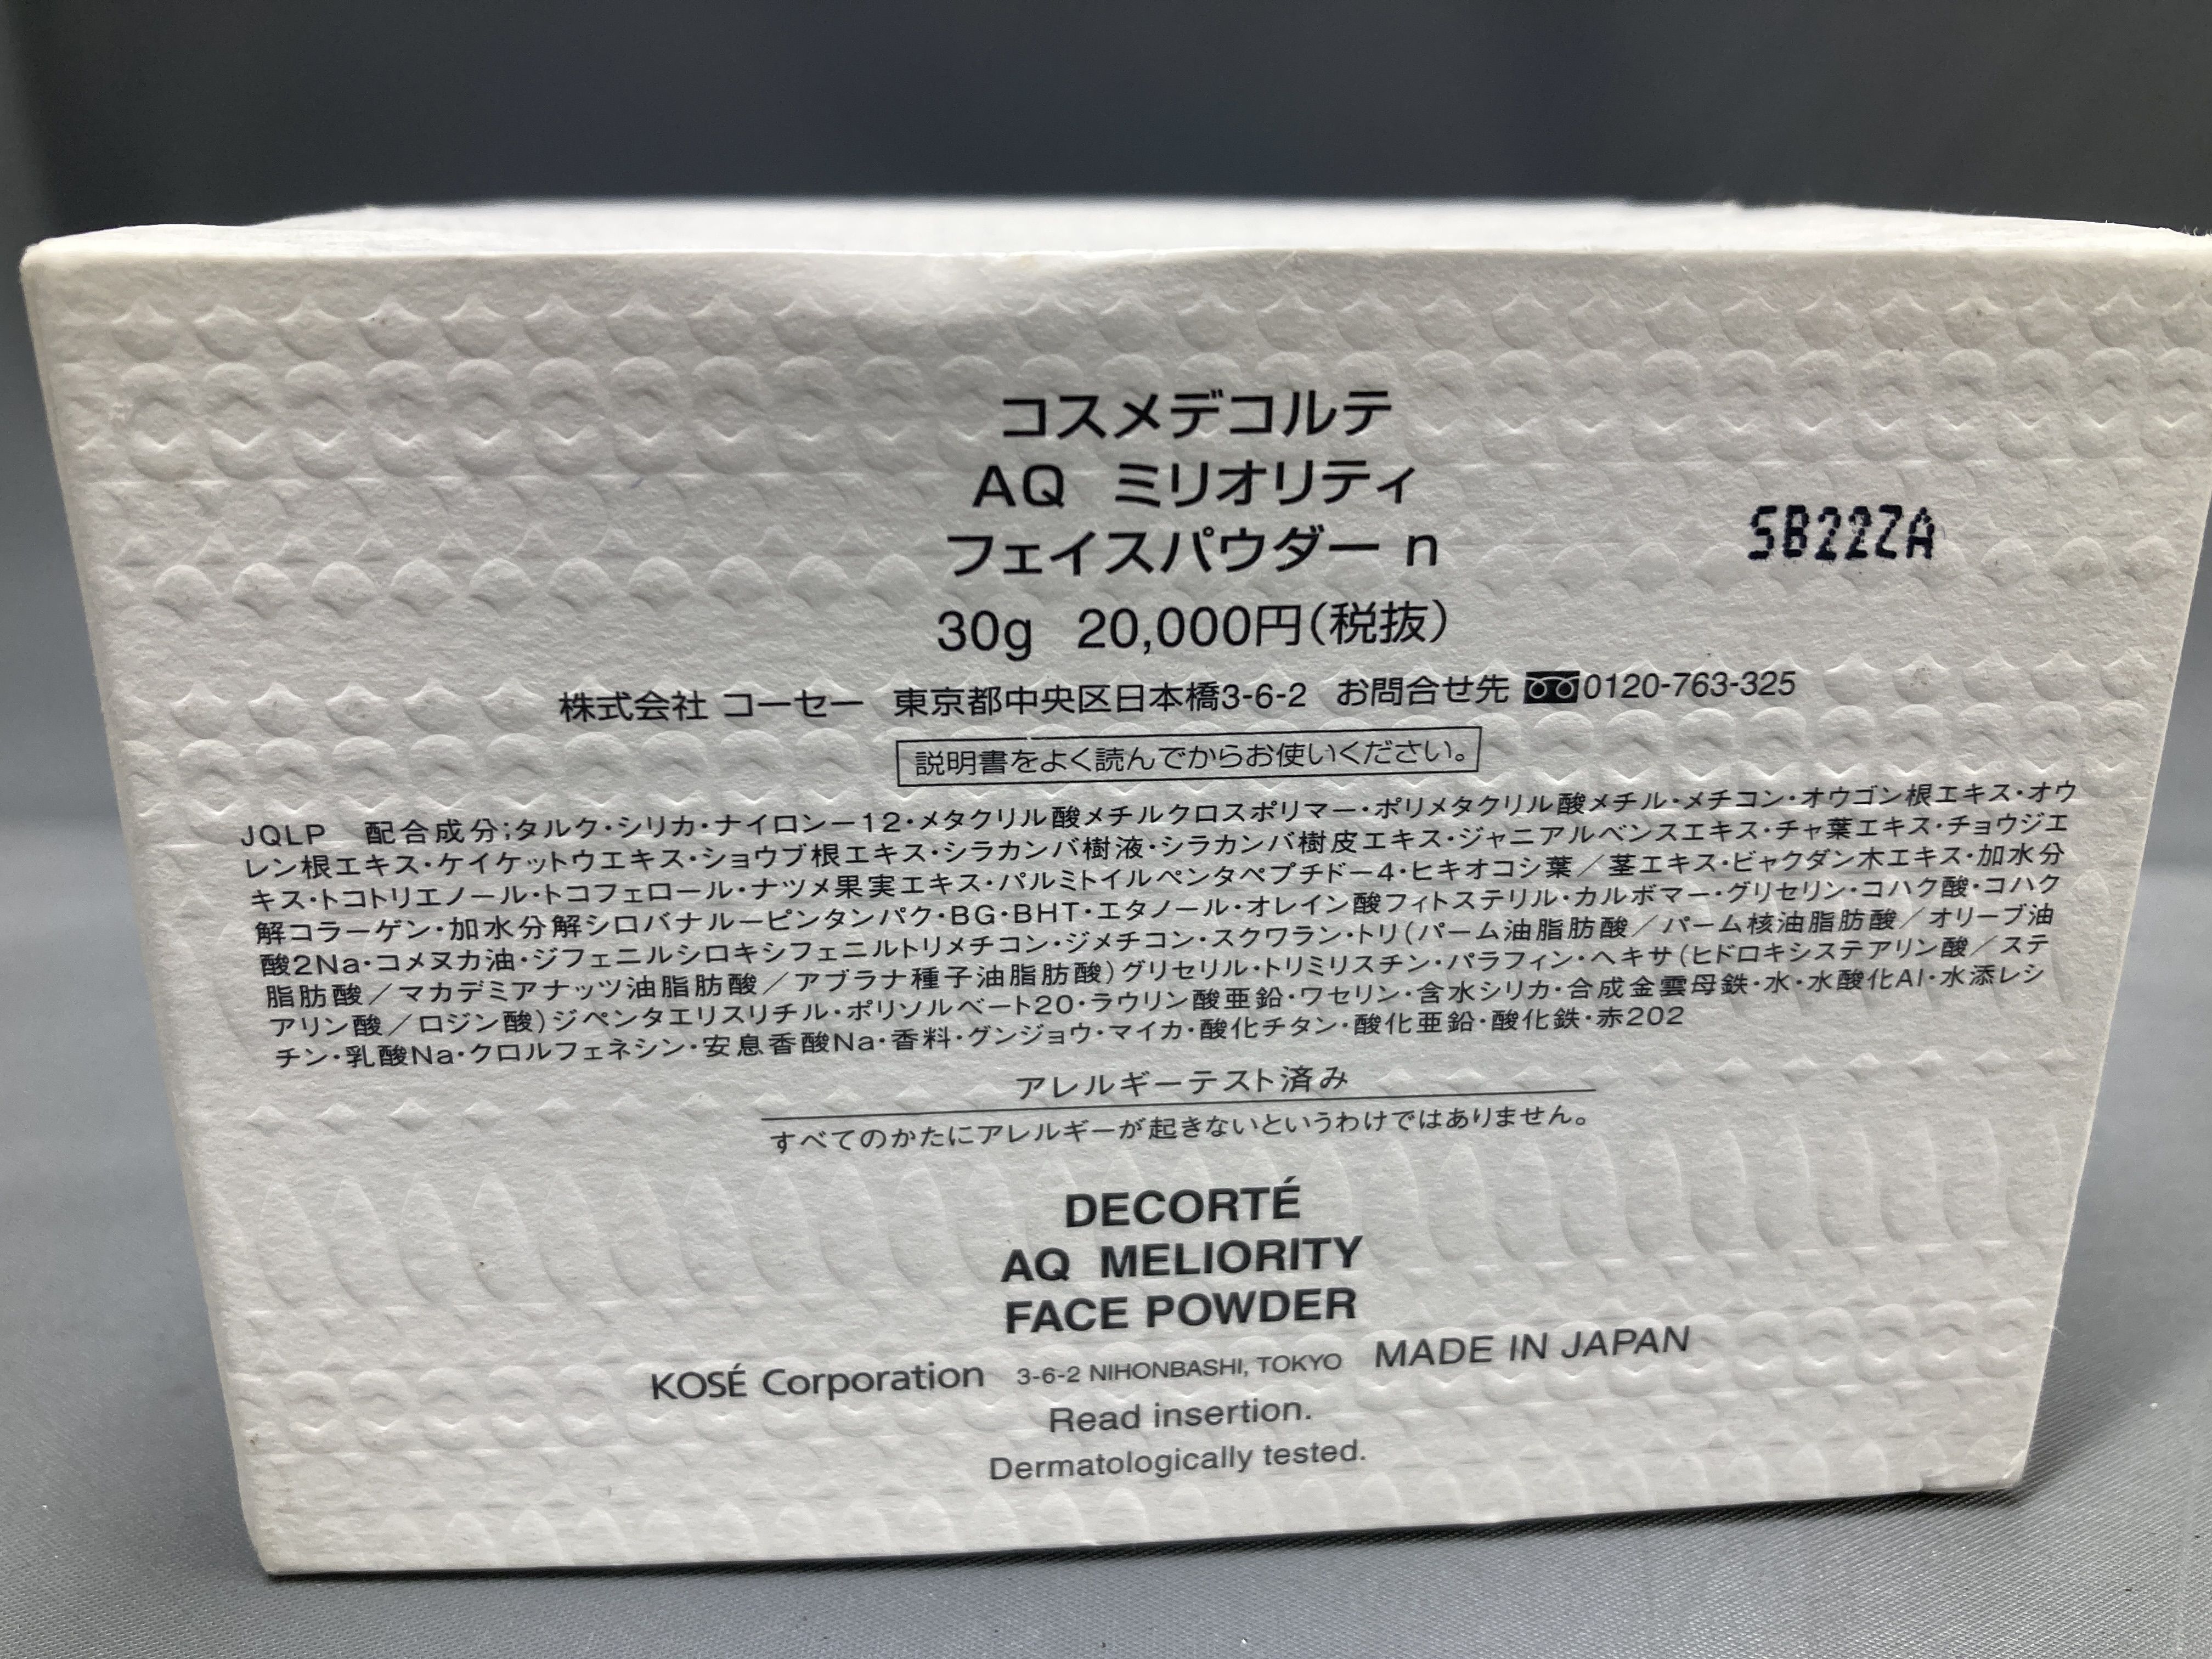 コスメデコルテ
AQ ミリオリティ
フェイスパウダー n
SB22ZA
30g 20,000円(税抜)
株式会社 コーセー 東京都中央区日本橋3-6-2 お問合せ先 0120-763-325
説明書をよく読んでからお使いください。
JQLP 配合成分;タルク・シリカ・ナイロン－12・メタクリル酸メチルクロスポリマー・ポリメタクリル酸メチル・メチコン・オウゴン根エキス・オウ
レン根エキス・ケイケットウエキス・ショウブ根エキス・シラカンバ樹液・シラカンバ樹皮エキス・ジャニアルベンスエキス・チャ葉エキス・チョウジエ
キス・トコトリエノール・トコフェロール・ナツメ果実エキス・パルミトイルペンタペプチド－4・ヒキオコシ葉／茎エキス・ビャクダン木エキス・加水分
解コラーゲン・加水分解シロバナルーピンタンパク・BG・BHT・エタノール・オレイン酸フィトステリル・カルボマー・グリセリン・コハク酸・コハク
酸2Na・コメヌカ油・ジフェニルシロキシフェニルトリメチコン・ジメチコン・スクワラン・トリ(パーム油脂肪酸／パーム核油脂肪酸／オリーブ油
脂肪酸／マカデミアナッツ油脂肪酸／アブラナ種子油脂肪酸)グリセリル・トリミリスチン・パラフィン・ヘキサ(ヒドロキシステアリン酸／ステ
アリン酸／ロジン酸)ジペンタエリスリチル・ポリソルベート20・ラウリン酸亜鉛・ワセリン・含水シリカ・合成金雲母鉄・水・水酸化Al・水添レシ
チン・乳酸Na・クロルフェネシン・安息香酸Na・香料・グンジョウ・マイカ・酸化チタン・酸化亜鉛・酸化鉄・赤202
アレルギーテスト済み
すべてのかたにアレルギーが起きないというわけではありません。
DECORTÉ
AQ MELIORITY
FACE POWDER
KOSÉ Corporation 3-6-2 NIHONBASHI, TOKYO MADE IN JAPAN
Read insertion.
Dermatologically tested.